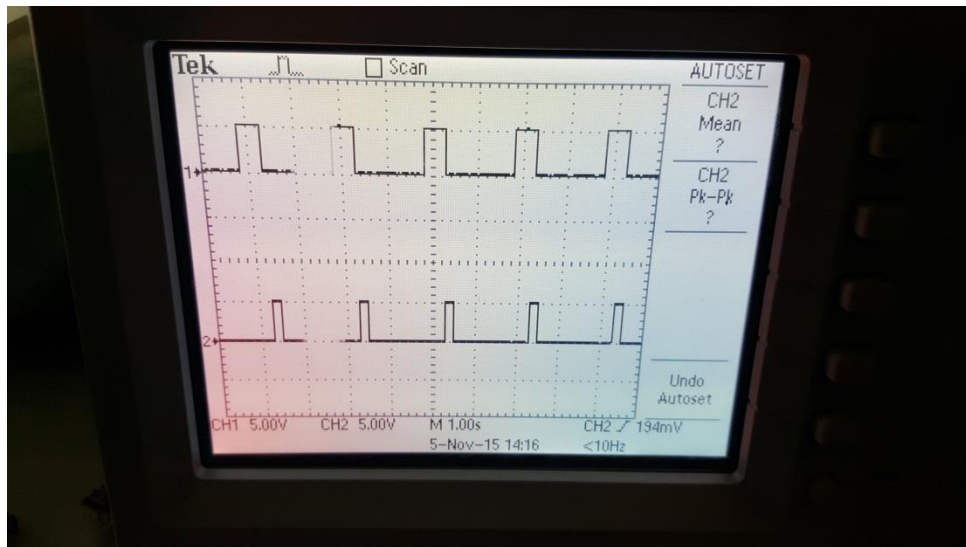 Tek Scan AUTOSET
CH2
Mean
?
CH2
Pk-Pk
?
1
2
Undo
Autoset
CH1 5.00V CH2 5.00V M 1.00s CH2 194mV
5-Nov-15 14:16 <10Hz